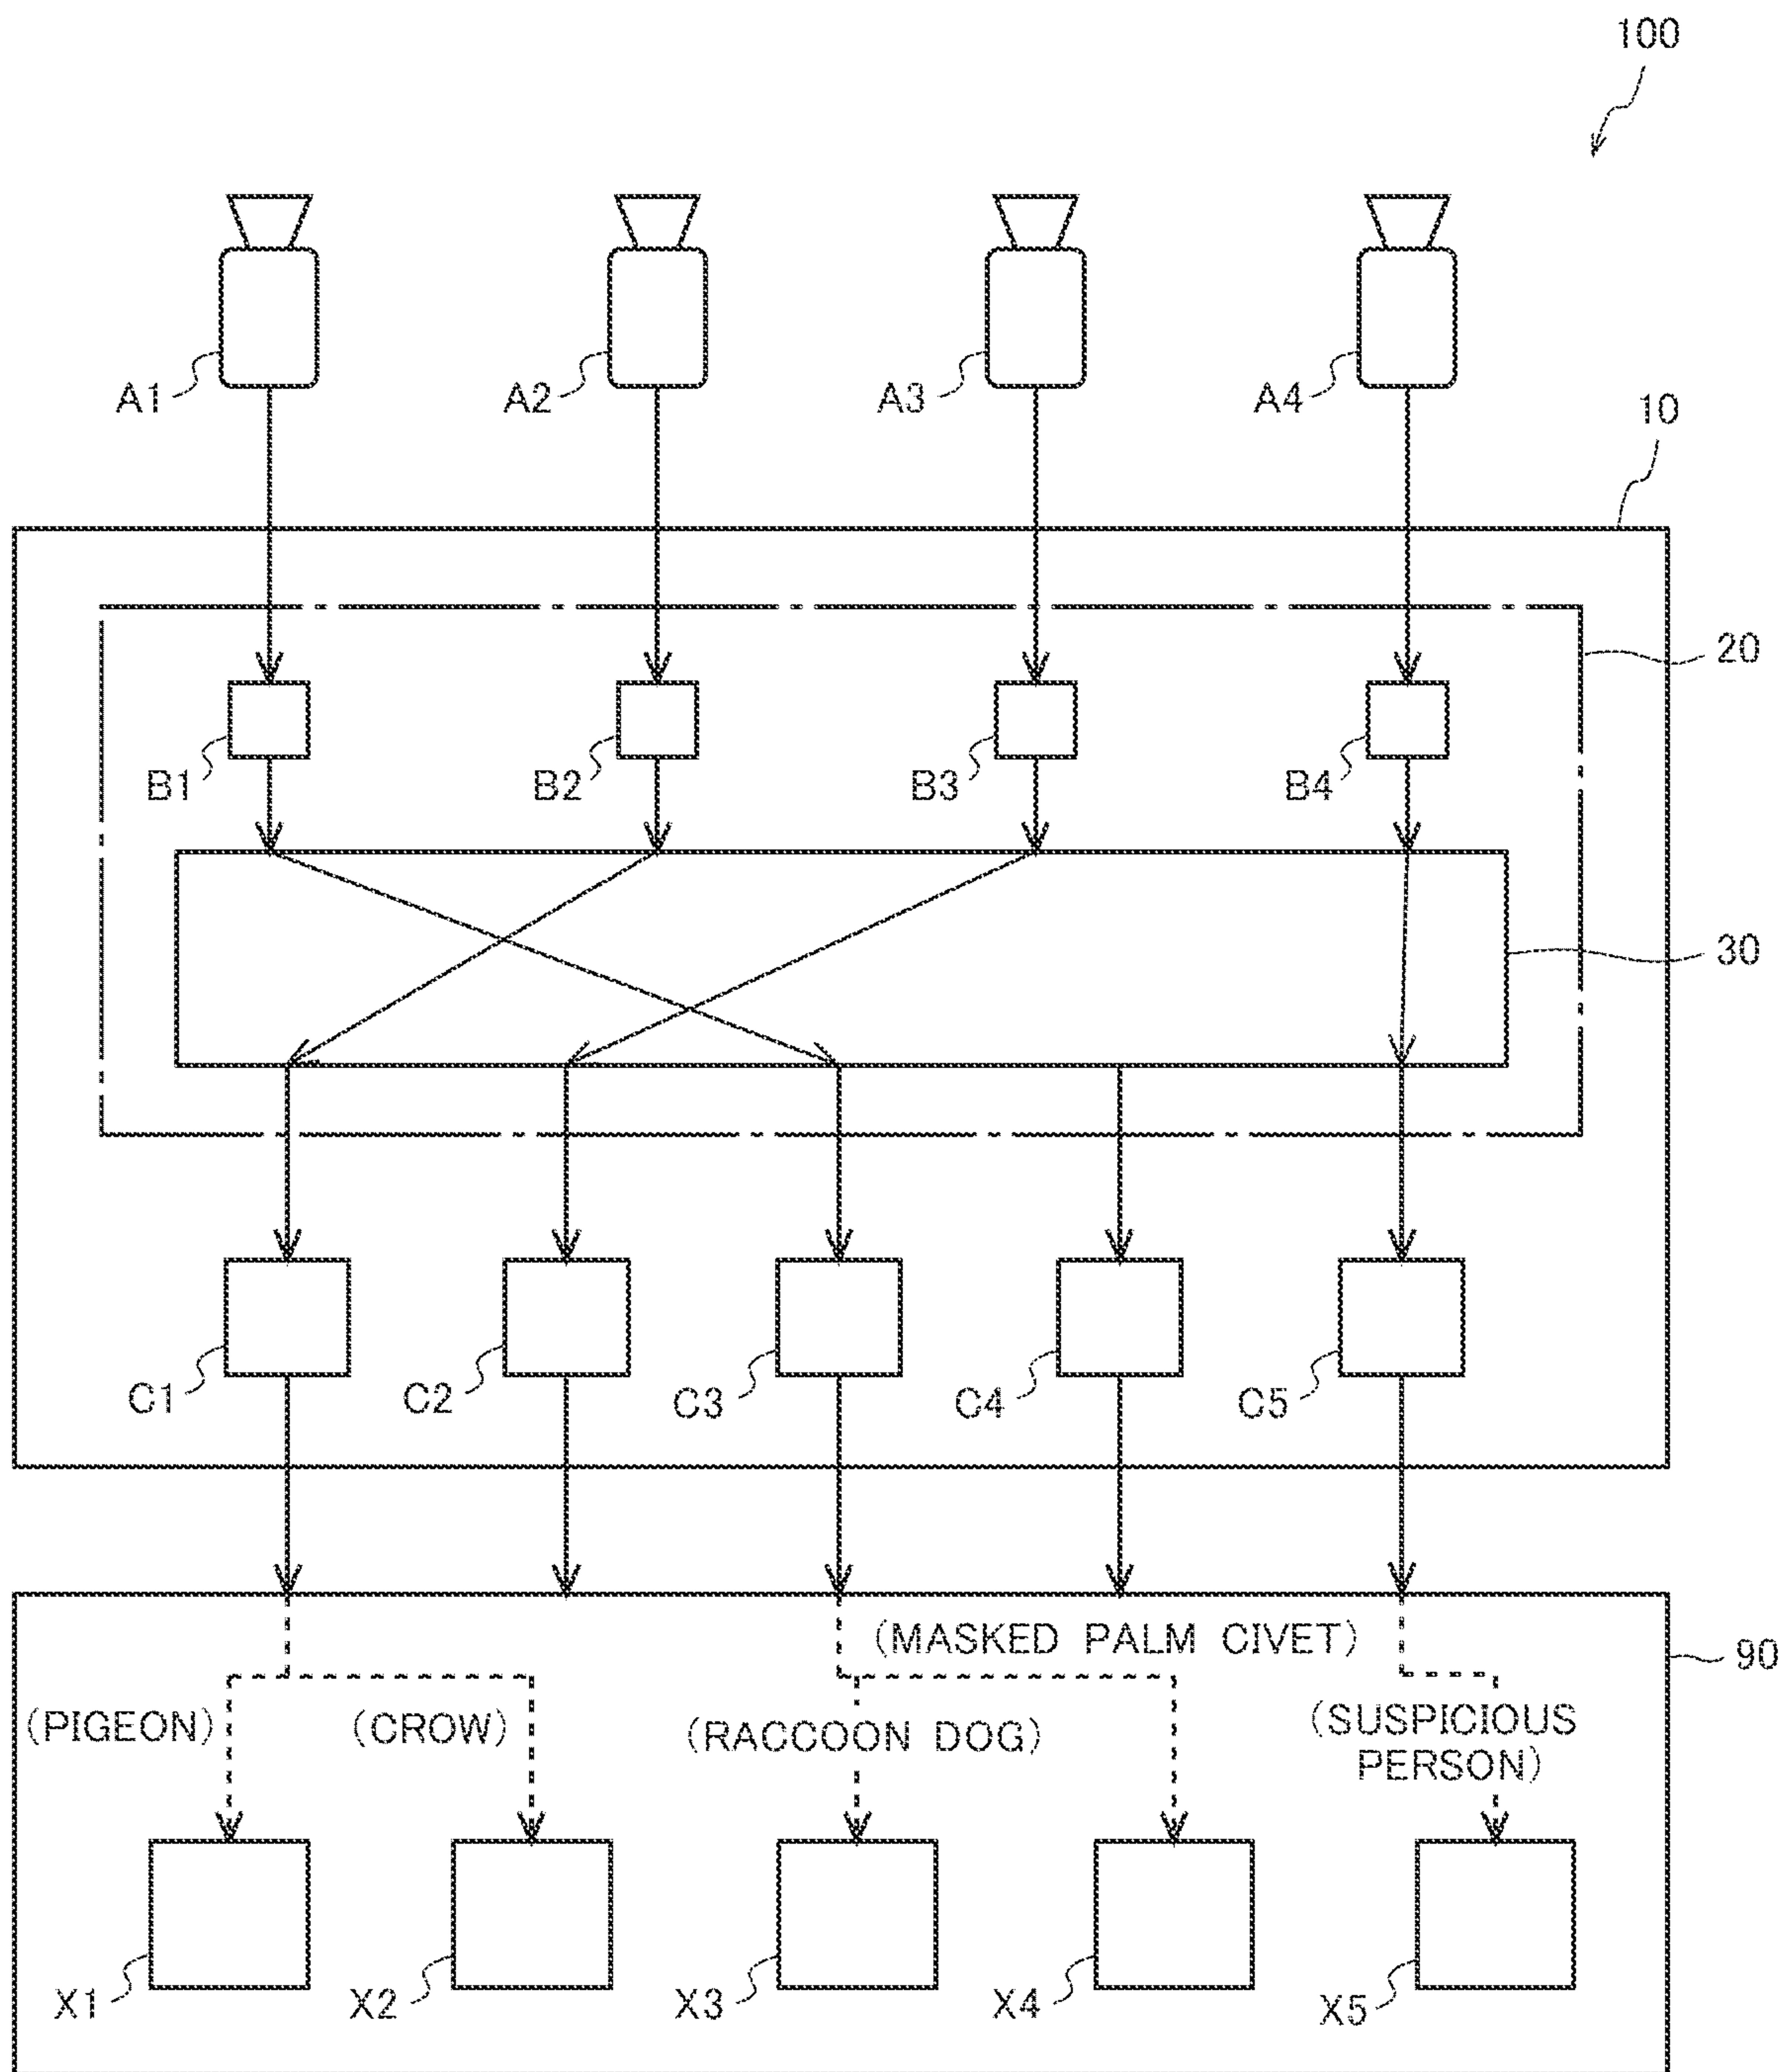 100
A1
A2
A3
A4
10
20
B1
B2
B3
B4
30
C1
C2
C3
C4
C5
(MASKED PALM CIVET)
90
(PIGEON)
(CROW)
(RACCOON DOG)
(SUSPICIOUS
PERSON)
X1
X2
X3
X4
X5